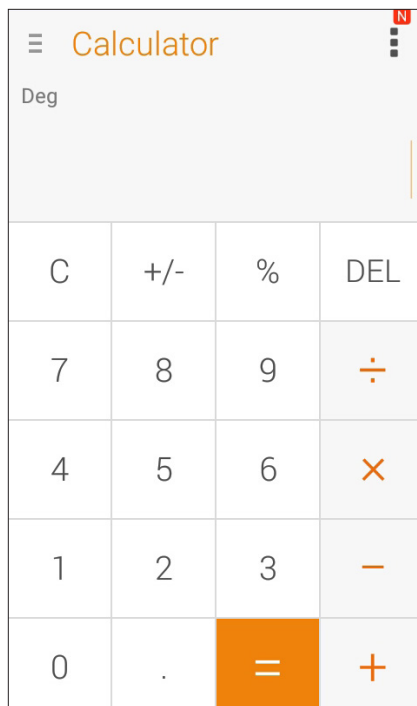 N
Calculator
Deg
C +/- % DEL
7 8 9 ÷
4 5 6 ×
1 2 3 −
0 . = +